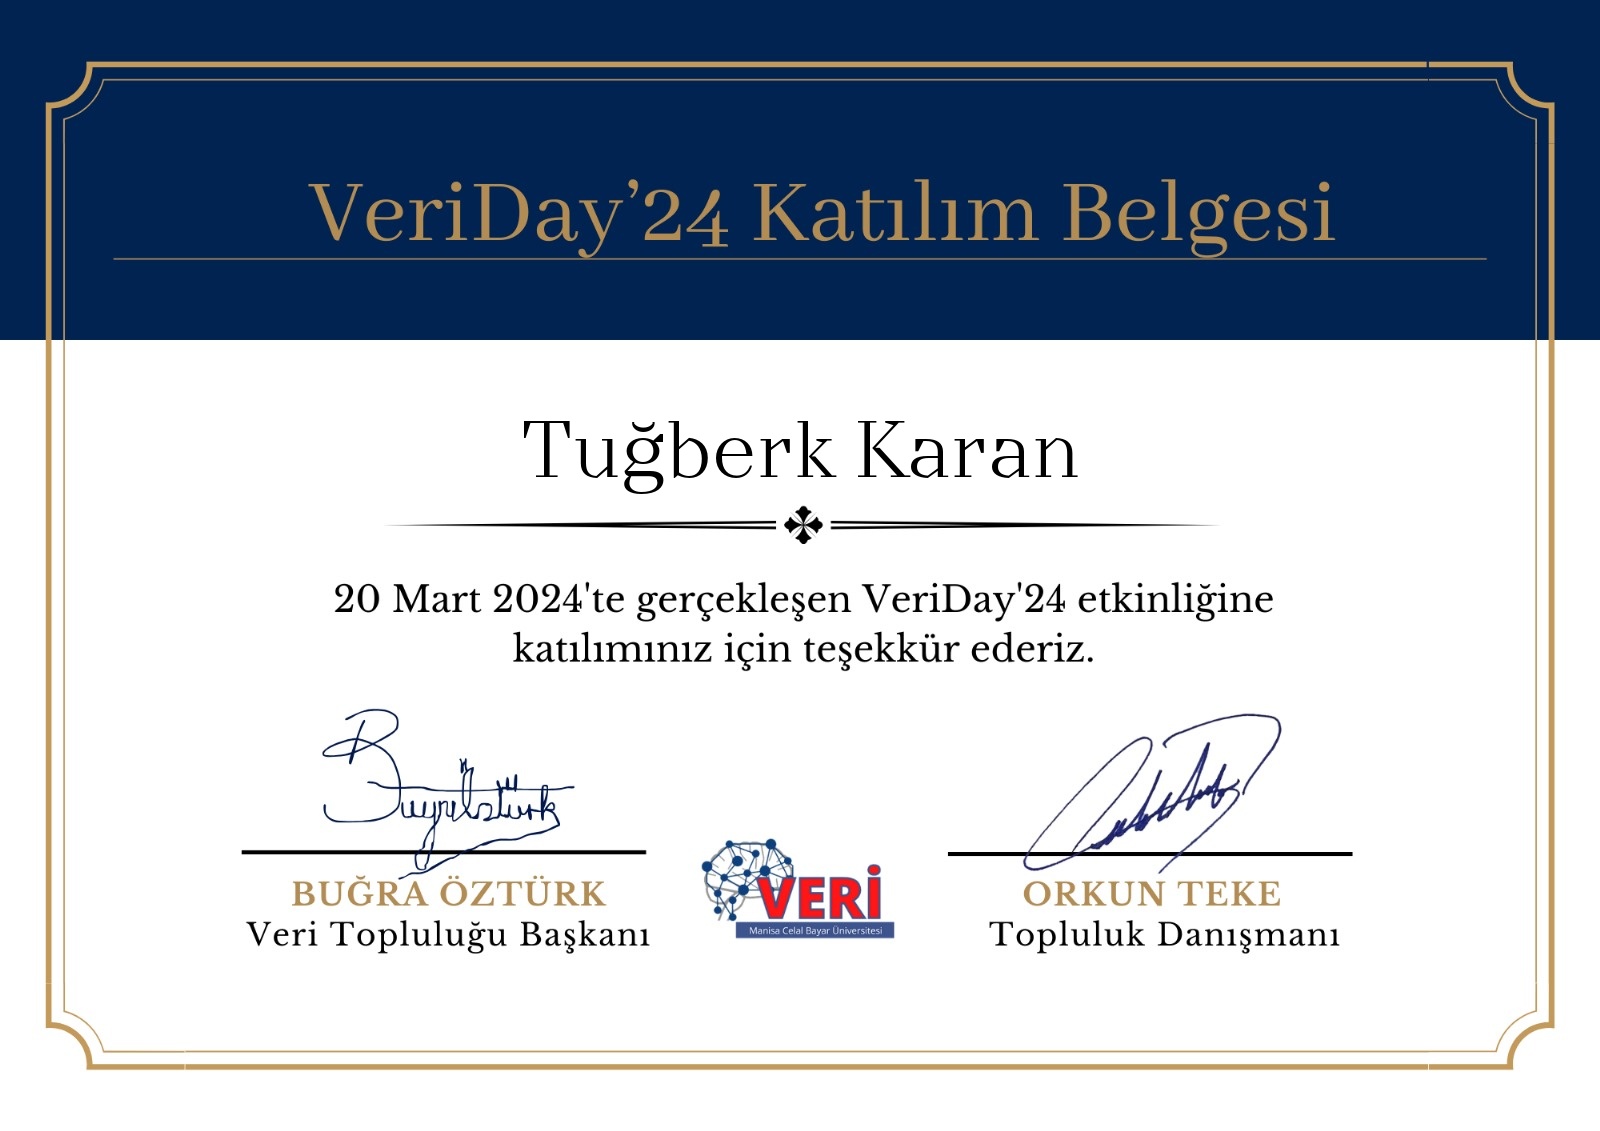 VeriDay’24 Katılım Belgesi
Tuğberk Karan
20 Mart 2024'te gerçekleşen VeriDay'24 etkinliğine
katılımınız için teşekkür ederiz.
BUĞRA ÖZTÜRK
Veri Topluluğu Başkanı
VERİ
Manisa Celal Bayar Üniversitesi
ORKUN TEKE
Topluluk Danışmanı